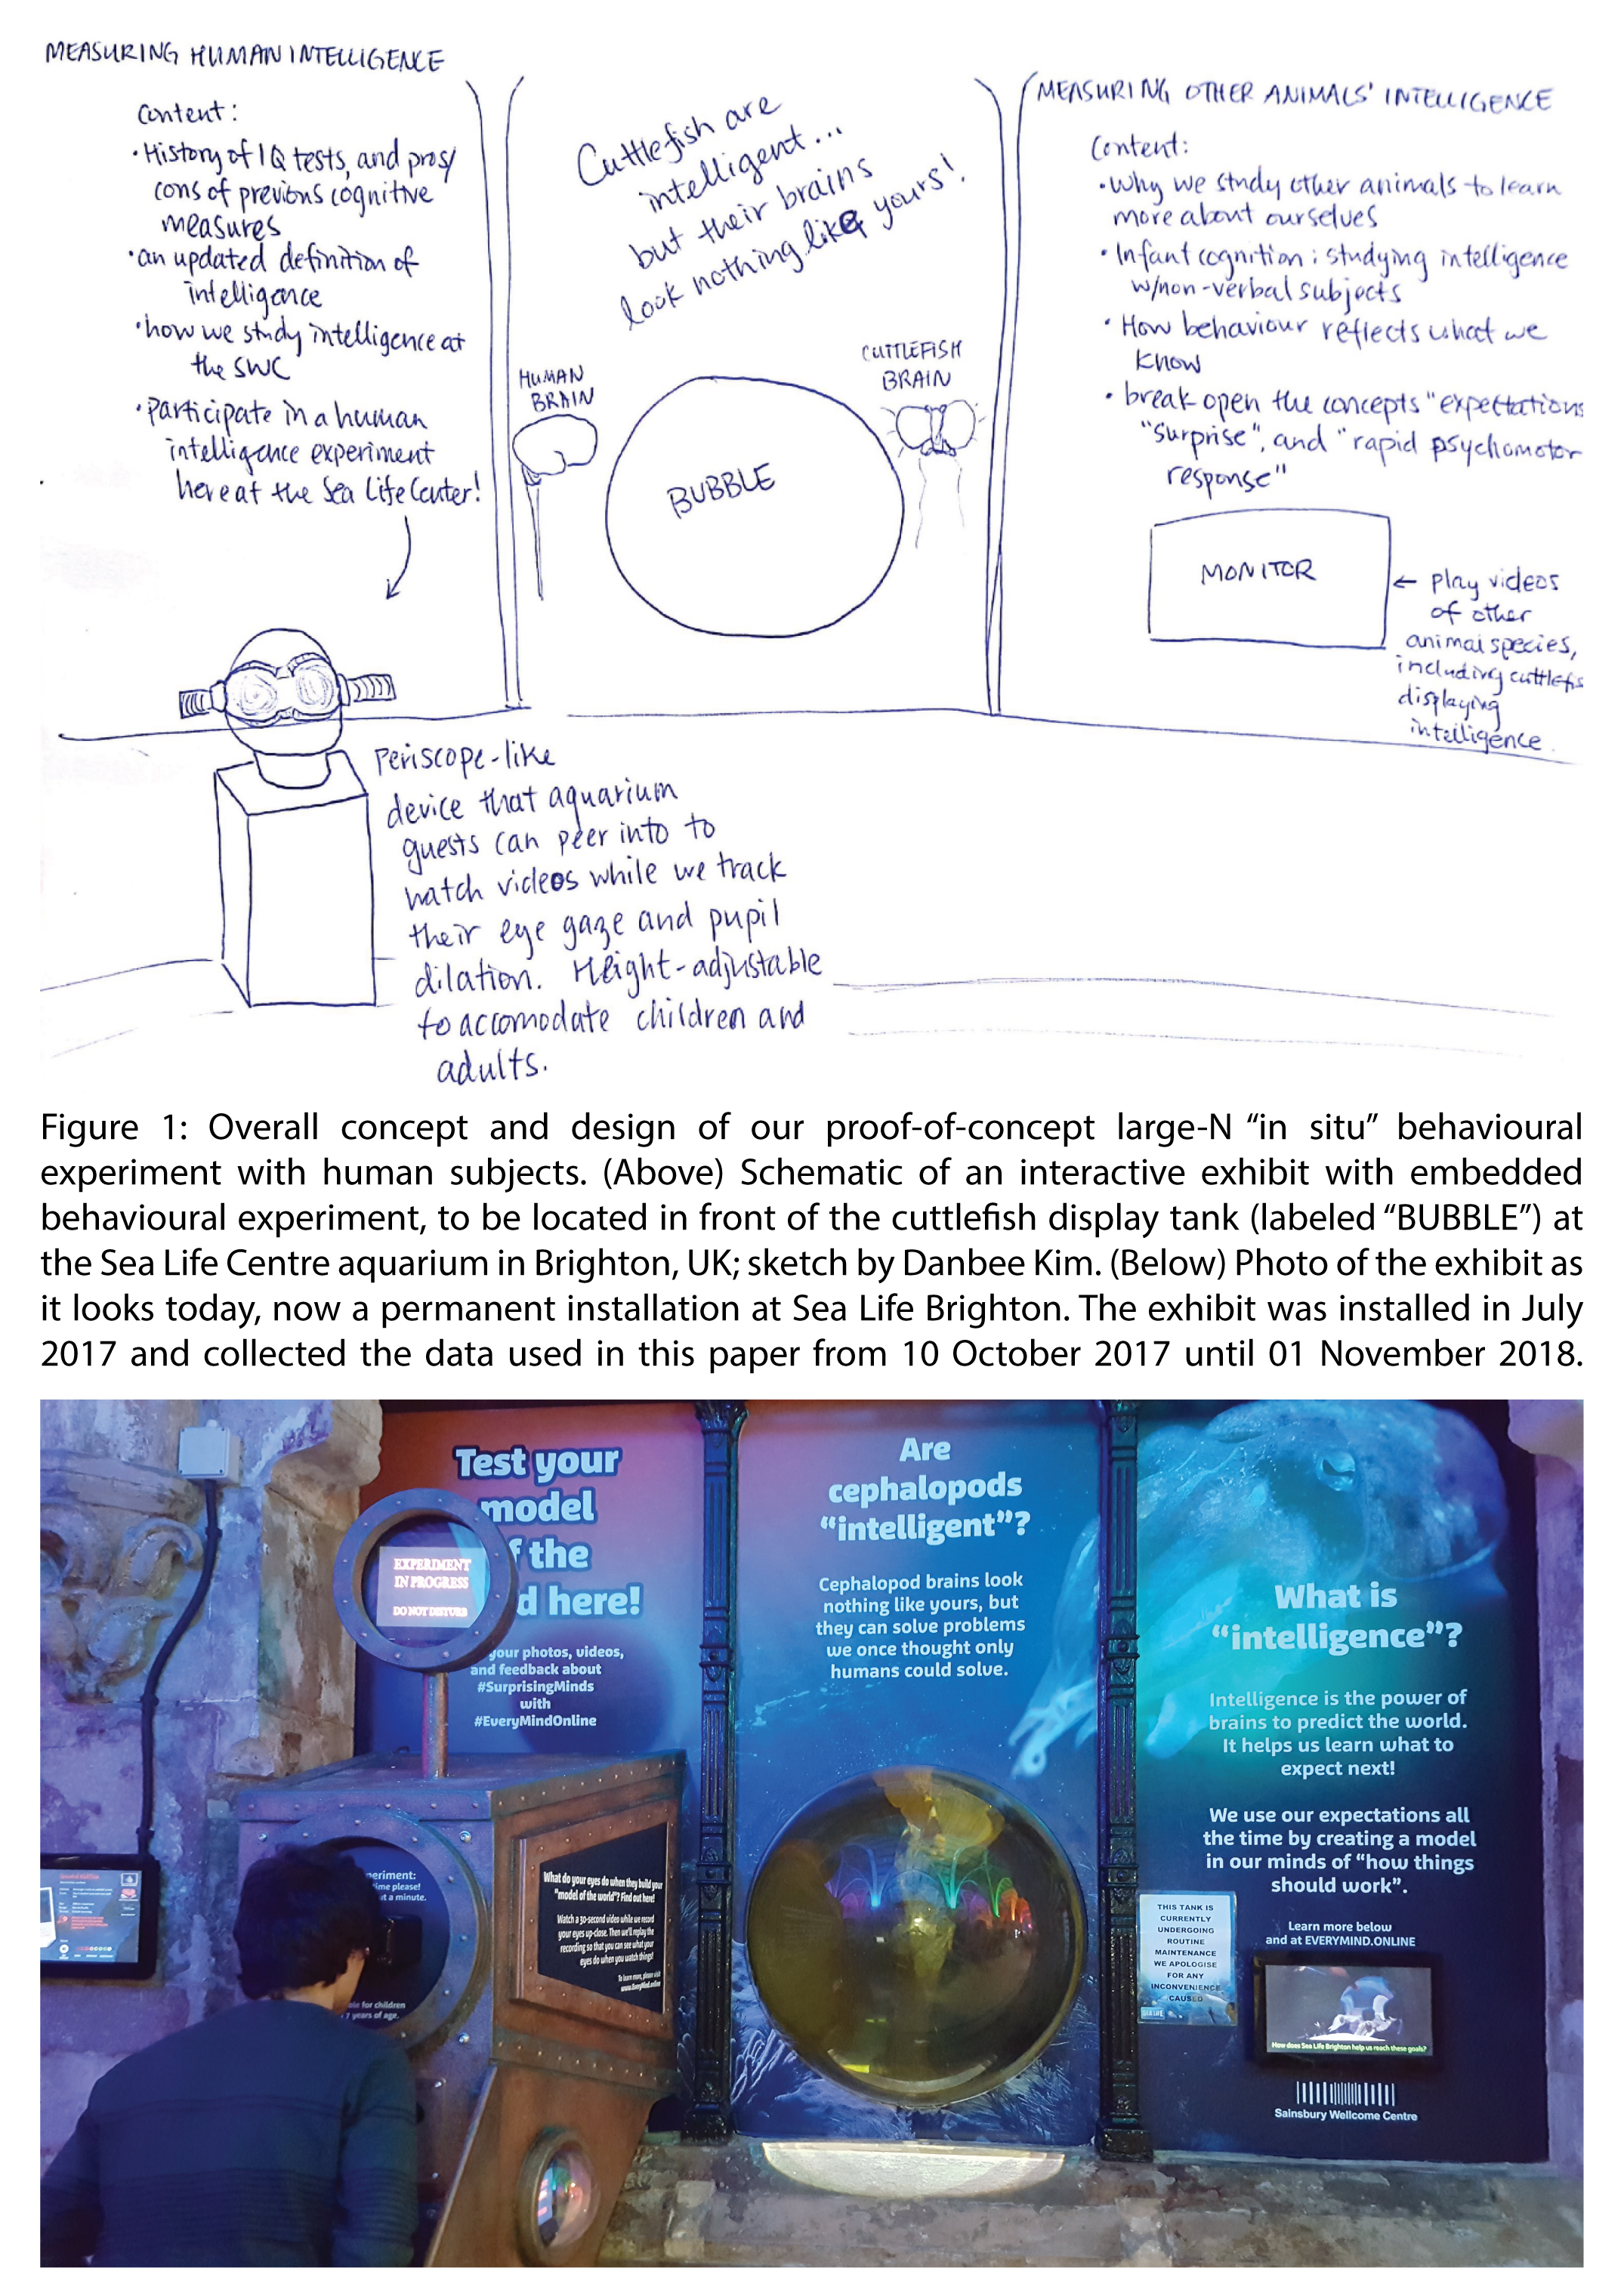 MEASURING HUMAN INTELLIGENCE
Content:
• History of IQ tests, and pros/
cons of previous cognitive
measures
• an updated definition of
intelligence
• how we study intelligence at
the SWC
• Participate in a human
intelligence experiment
here at the Sea Life Center!
Cuttlefish are
intelligent...
but their brains
look nothing like yours!
HUMAN
BRAIN
BUBBLE
CUTTLEFISH
BRAIN
MEASURING OTHER ANIMALS' INTELLIGENCE
Content:
• Why we study other animals to learn
more about ourselves
• Infant cognition: studying intelligence
w/non-verbal subjects
• How behaviour reflects what we
know
• break open the concepts "expectations
"surprise", and "rapid psychomotor
response"
MONITOR
← play videos
of other
animal species,
including cuttlefis
displaying
intelligence.
Periscope-like
device that aquarium
guests can peer into to
watch videos while we track
their eye gaze and pupil
dilation. Height-adjustable
to accomodate children and
adults.
Figure 1: Overall concept and design of our proof-of-concept large-N “in situ” behavioural
experiment with human subjects. (Above) Schematic of an interactive exhibit with embedded
behavioural experiment, to be located in front of the cuttlefish display tank (labeled “BUBBLE”) at
the Sea Life Centre aquarium in Brighton, UK; sketch by Danbee Kim. (Below) Photo of the exhibit as
it looks today, now a permanent installation at Sea Life Brighton. The exhibit was installed in July
2017 and collected the data used in this paper from 10 October 2017 until 01 November 2018.
Test your
model
f the
d here!
EXPERIMENT
IN PROGRESS
DO NOT DISTURB
your photos, videos,
and feedback about
#SurprisingMinds
with
#EveryMindOnline
periment:
ime please!
at a minute.
ble for children
7 years of age.
What do your eyes do when they build your
"model of the world"? Find out here!
Watch a 30-second video while we record
your eyes up-close. Then we'll replay the
recording so that you can see what your
eyes do when you watch things!
To learn more, please visit
www.EveryMind.online
Are
cephalopods
“intelligent”?
Cephalopod brains look
nothing like yours, but
they can solve problems
we once thought only
humans could solve.
What is
“intelligence”?
Intelligence is the power of
brains to predict the world.
It helps us learn what to
expect next!
We use our expectations all
the time by creating a model
in our minds of “how things
should work”.
Learn more below
and at EVERYMIND.ONLINE
THIS TANK IS
CURRENTLY
UNDERGOING
ROUTINE
MAINTENANCE
WE APOLOGISE
FOR ANY
INCONVENIENCE
CAUSED
SEA LIFE
How does Sea Life Brighton help us reach these goals?
Sainsbury Wellcome Centre